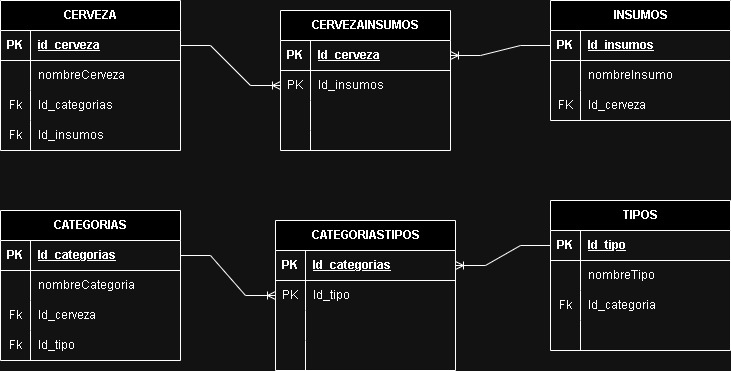 CERVEZA
PK id_cerveza
nombreCerveza
Fk Id_categorias
Fk Id_insumos
CERVEZAINSUMOS
PK Id_cerveza
PK Id_insumos
INSUMOS
PK Id_insumos
nombreInsumo
FK Id_cerveza
CATEGORIAS
PK Id_categorias
nombreCategoria
Fk Id_cerveza
Fk Id_tipo
CATEGORIASTIPOS
PK Id_categorias
PK Id_tipo
TIPOS
PK Id_tipo
nombreTipo
Fk Id_categoria